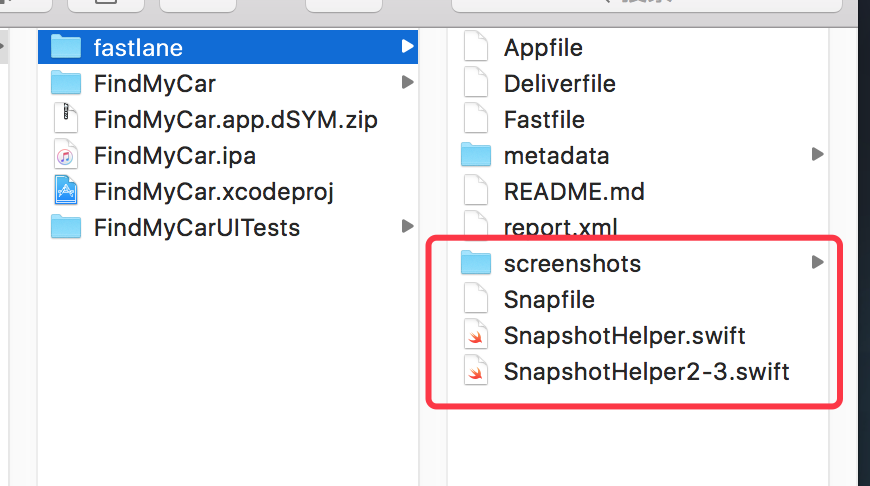 fastlane
FindMyCar
FindMyCar.app.dSYM.zip
FindMyCar.ipa
FindMyCar.xcodeproj
FindMyCarUITests
Appfile
Deliverfile
Fastfile
metadata
README.md
report.xml
screenshots
Snapfile
SnapshotHelper.swift
SnapshotHelper2-3.swift